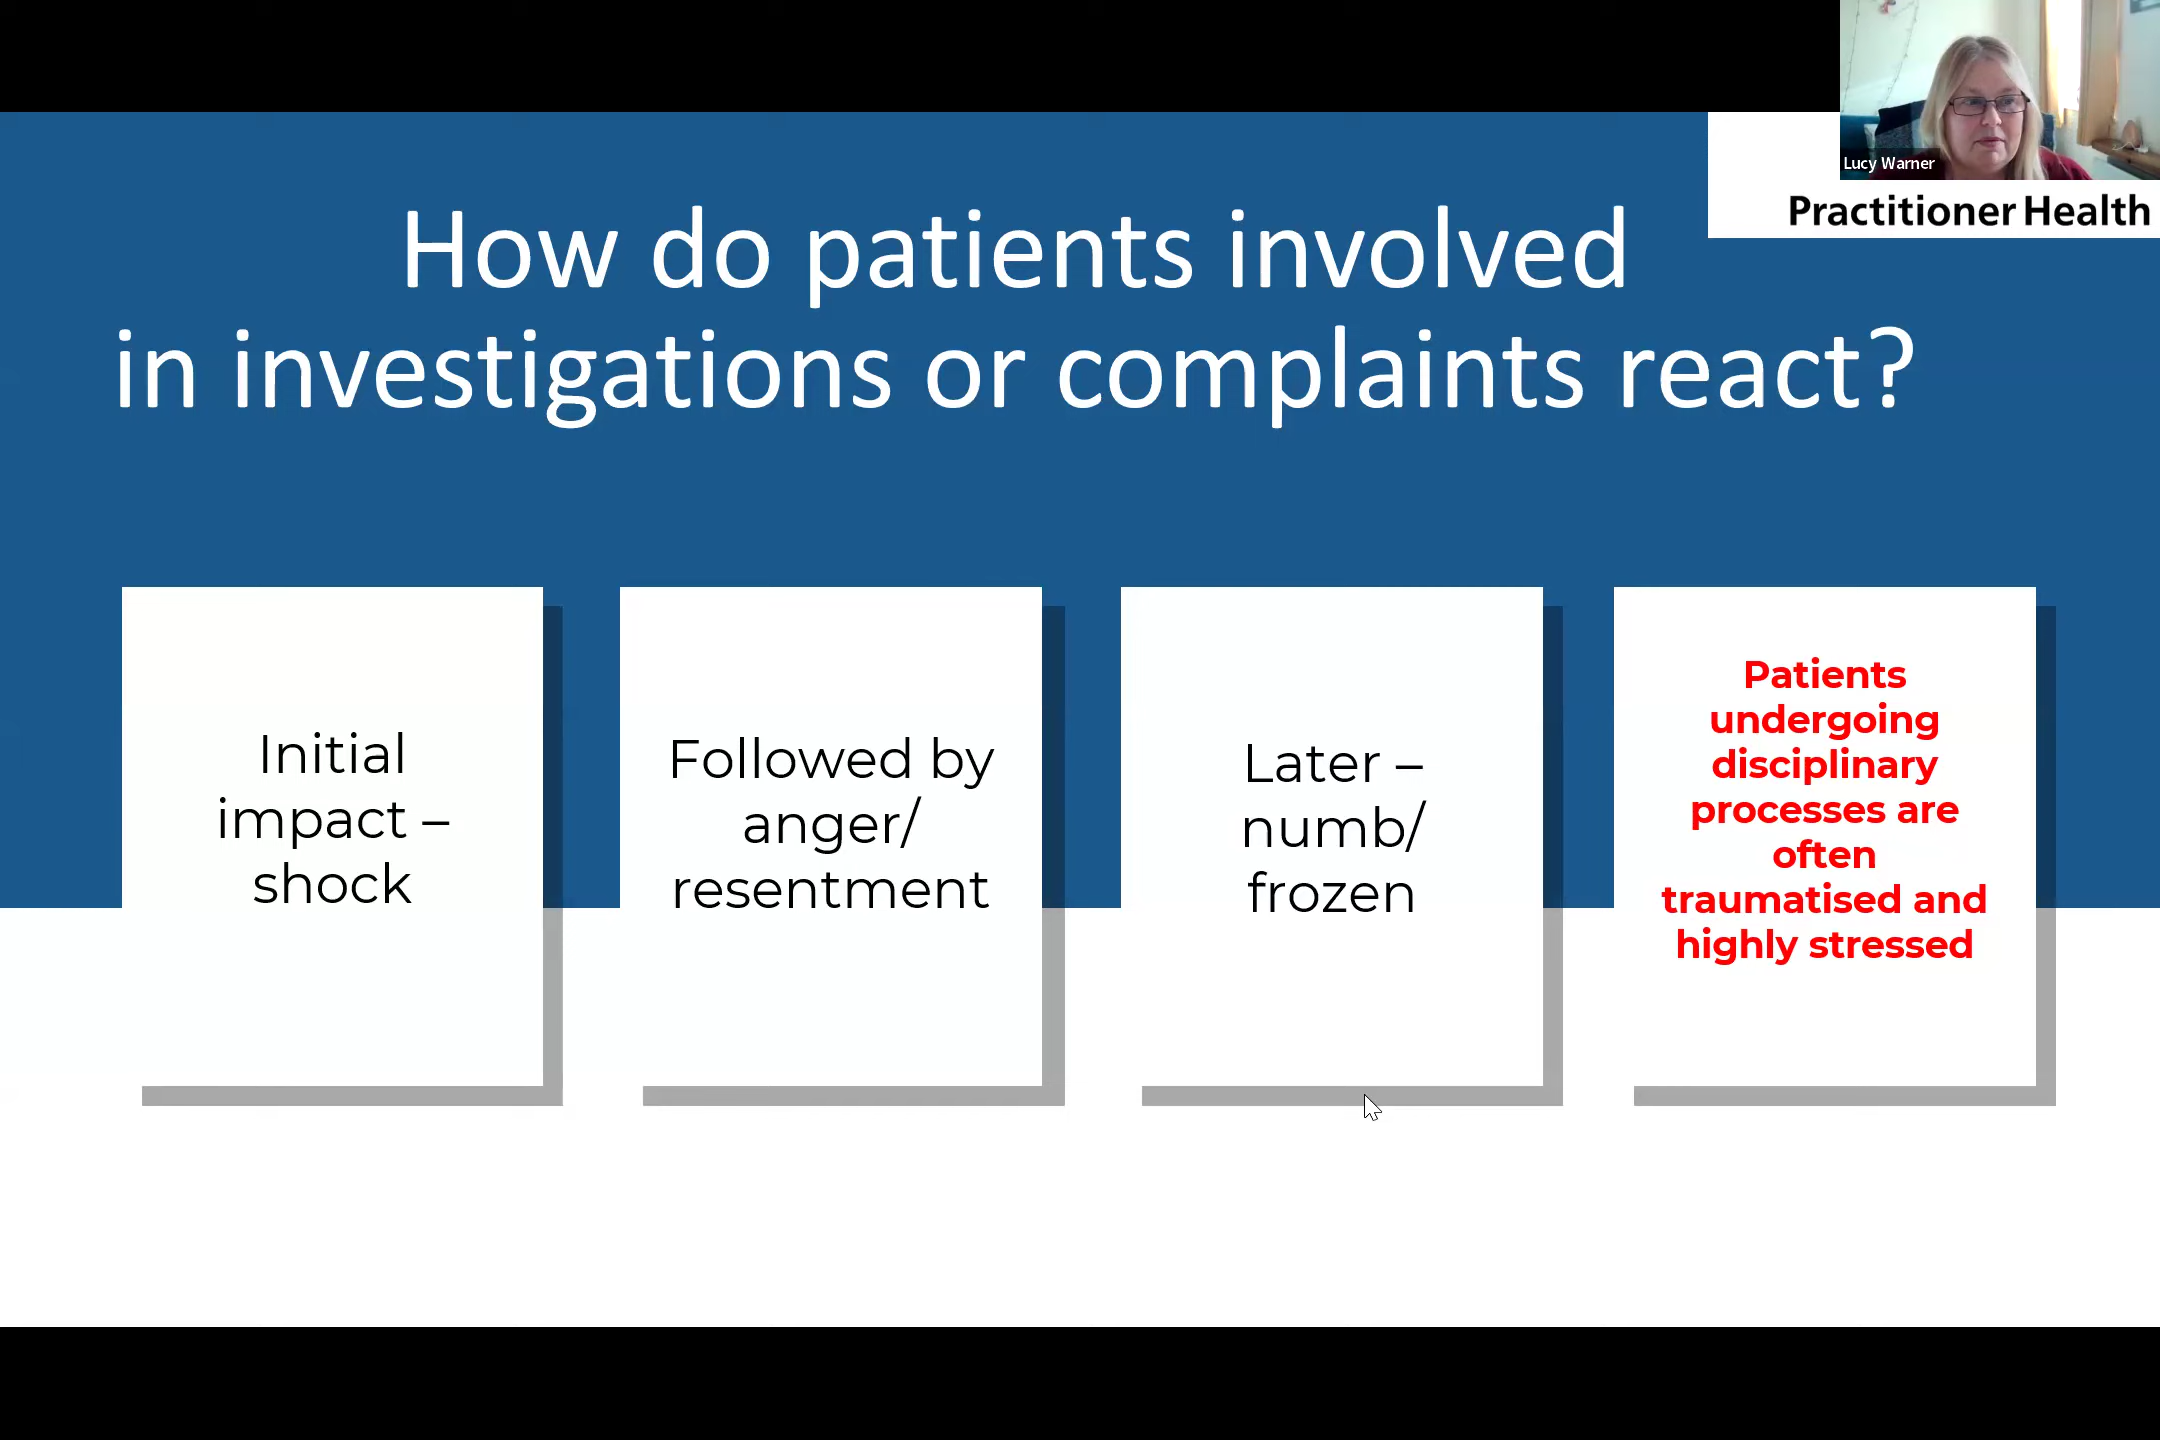 Lucy Warner
Practitioner Health
How do patients involved
in investigations or complaints react?
Initial
impact –
shock
Followed by
anger/
resentment
Later –
numb/
frozen
Patients
undergoing
disciplinary
processes are
often
traumatised and
highly stressed